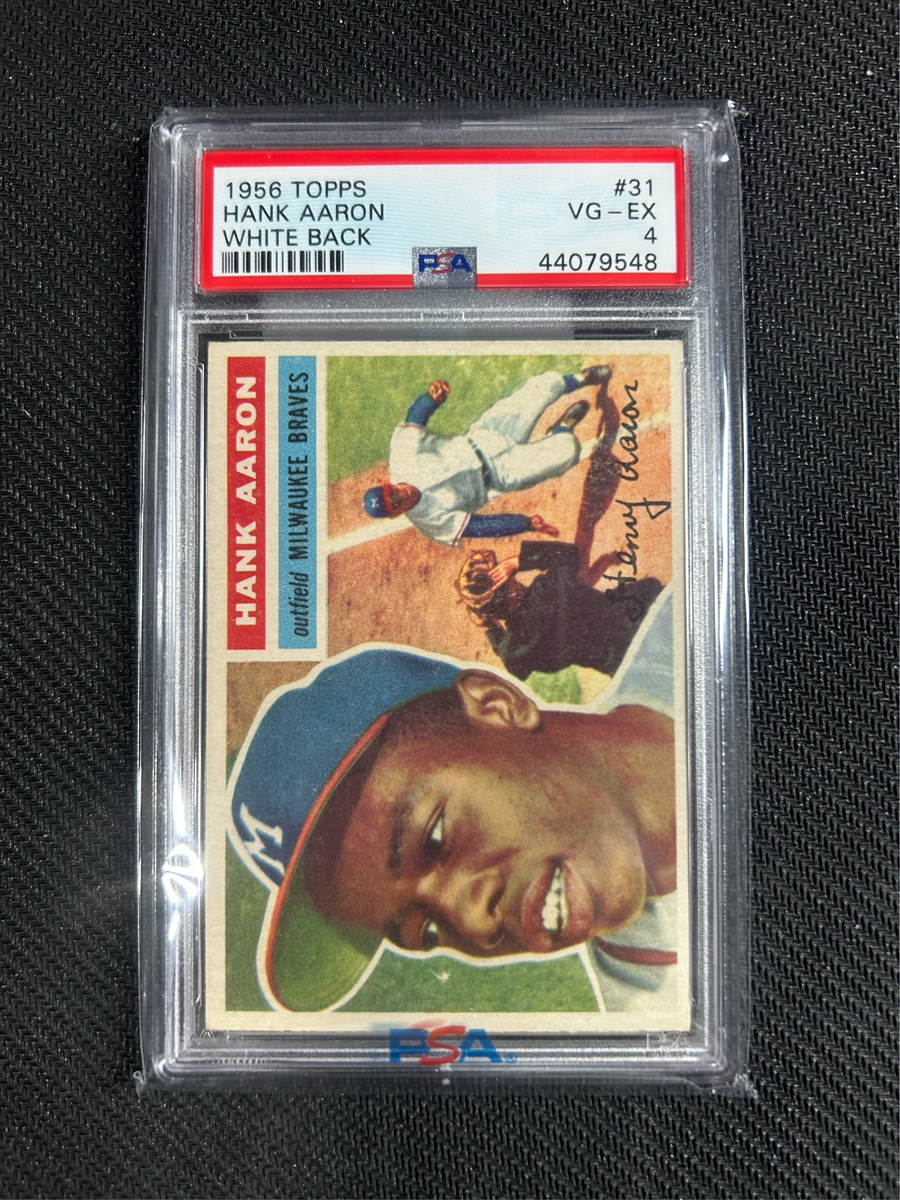 1956 TOPPS #31
HANK AARON VG-EX
WHITE BACK 4
PSA 44079548
HANK AARON
outfield MILWAUKEE BRAVES
Henry Aaron
M
M
PSA